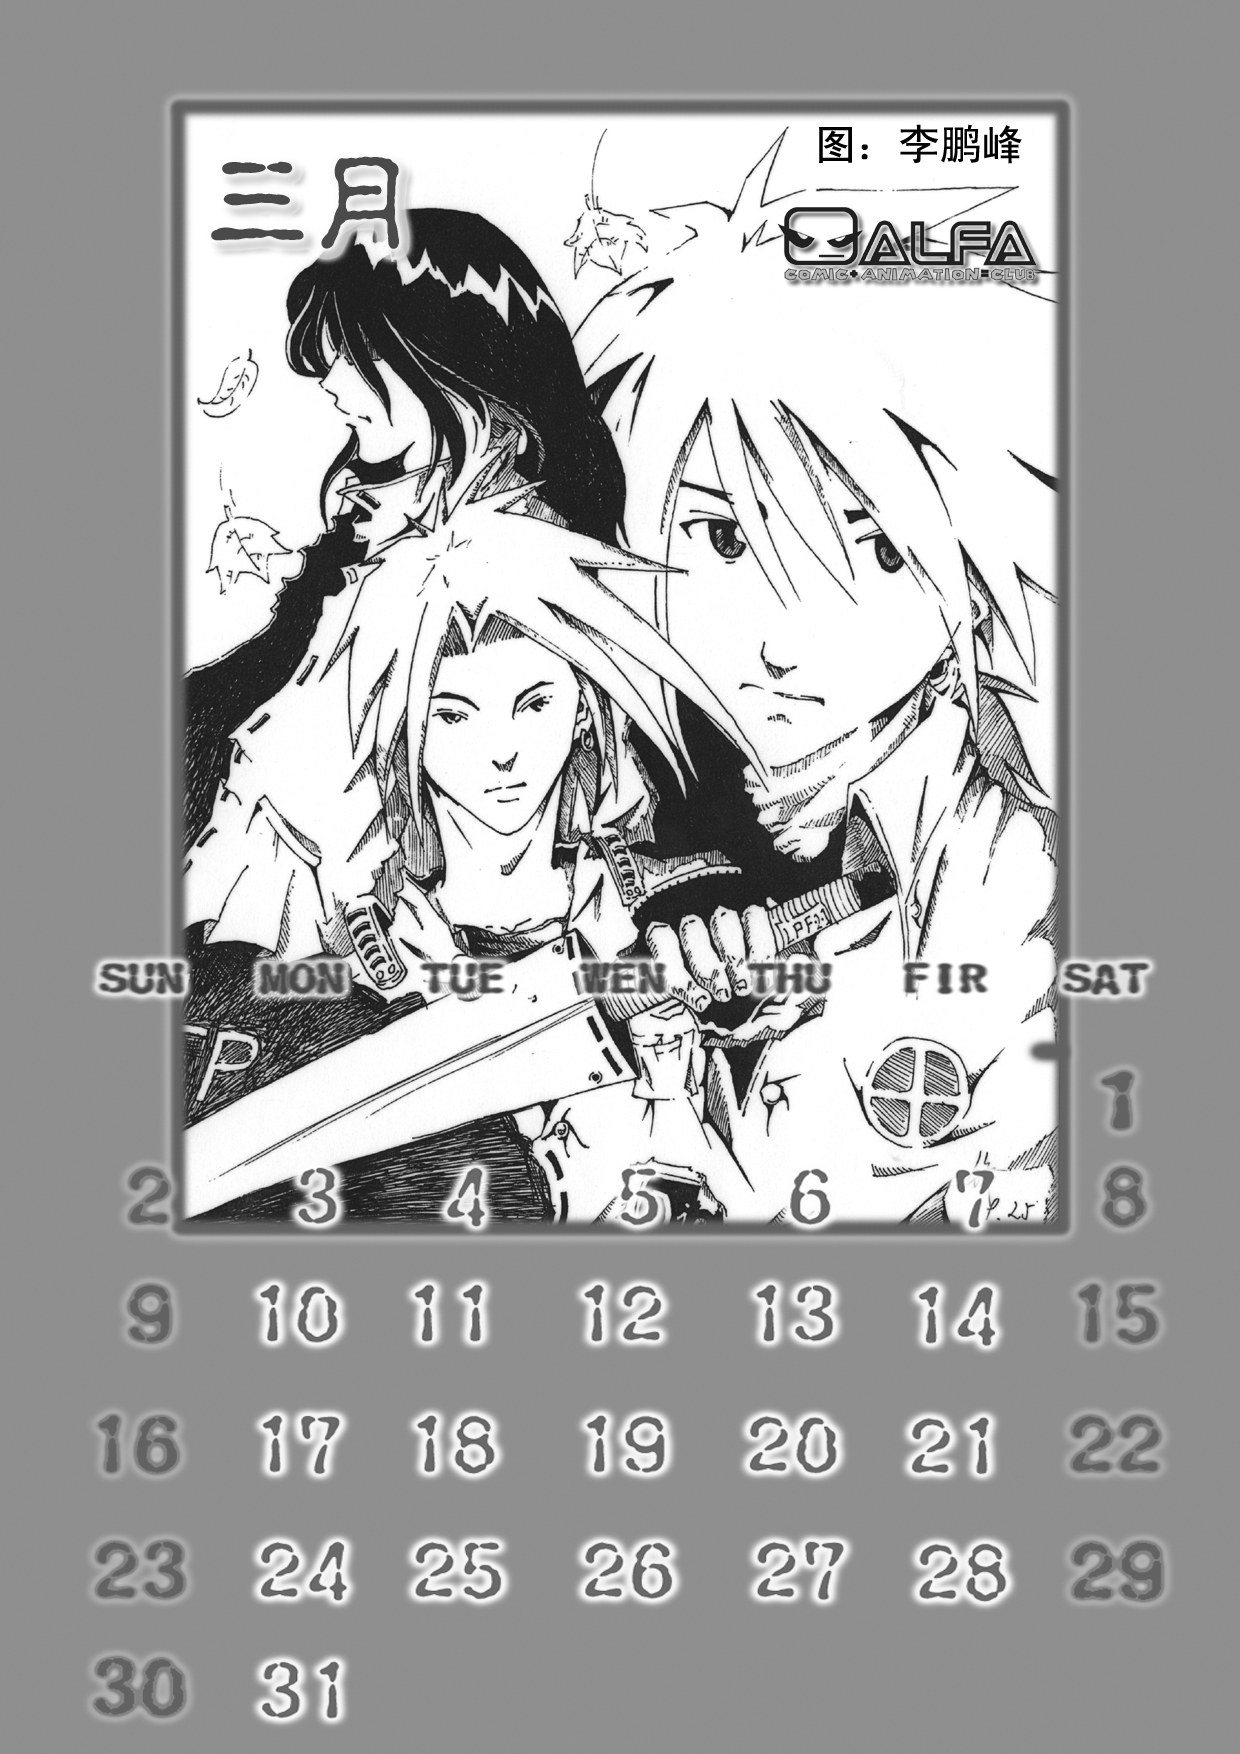 图：李鹏峰
三月
ALFA
COMIC+ANIMATION=CLUB
LPF::
SUN MON TUE WEN THU FIR SAT
P
1
2 3 4 5 6 7 8
.25
9 10 11 12 13 14 15
16 17 18 19 20 21 22
23 24 25 26 27 28 29
30 31